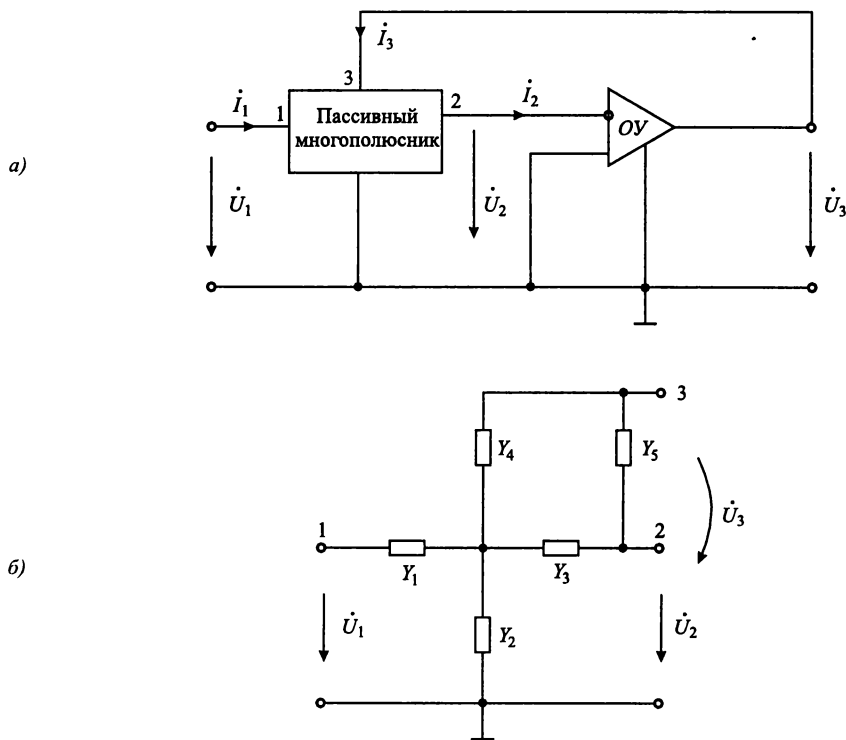 İ₃
3
İ₁
1
Пассивный
многополюсник
2
İ₂
ОУ
а)
U̇₁
U̇₂
U̇₃
3
Y₄
Y₅
U̇₃
1
2
б)
Y₁
Y₃
U̇₁
Y₂
U̇₂